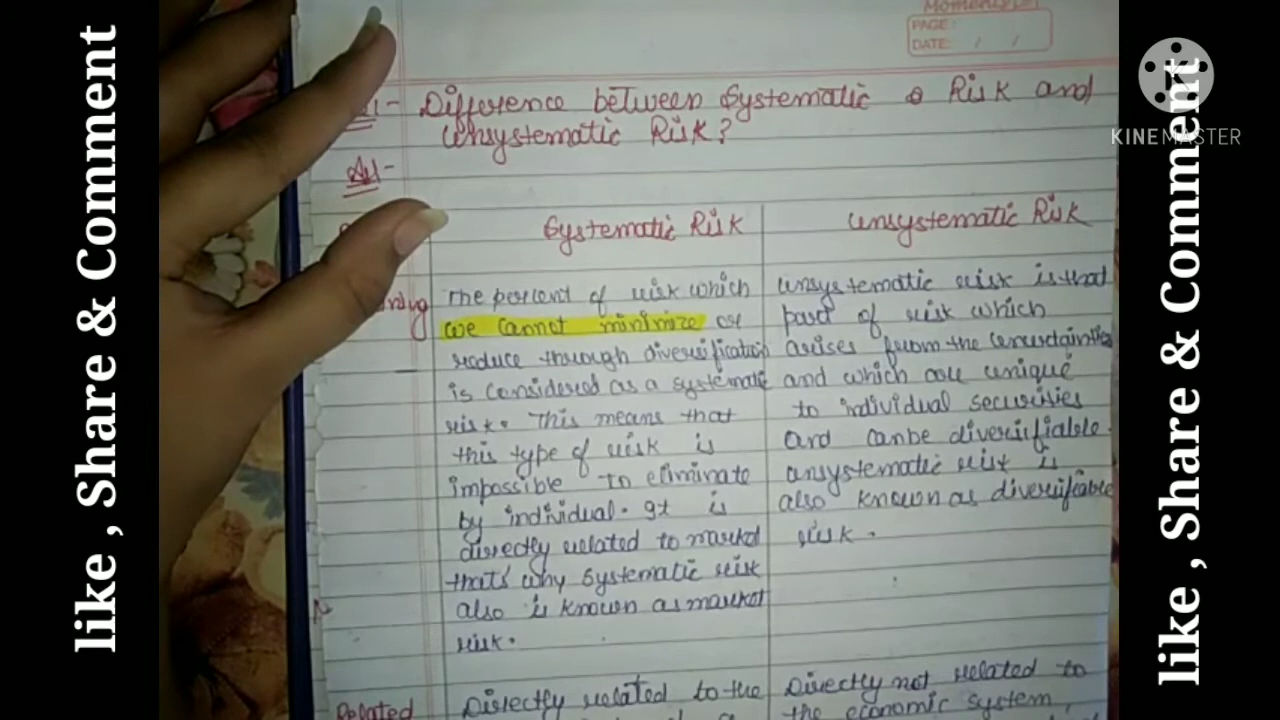 like , Share & Comment
PAGE:
DATE: / /
KINEMASTER
Difference between Systematic Risk and
Unsystematic Risk?
Systematic Risk
The percent of risk which
we cannot minimize or
reduce through diversification
is considered as a systematic
risk. This means that
this type of risk is
impossible to eliminate
by individual. It is
directly related to market
that's why Systematic risk
also is known as market
risk.
Unsystematic Risk
Unsystematic risk is that
part of risk which
arises from the uncertainties
and which are unique
to individual securities
and canbe diversifiable.
unsystematic risk is
also known as diversifiable
risk.
Related
Directly related to the
Directly not related to
the economic system,
like , Share & Comment